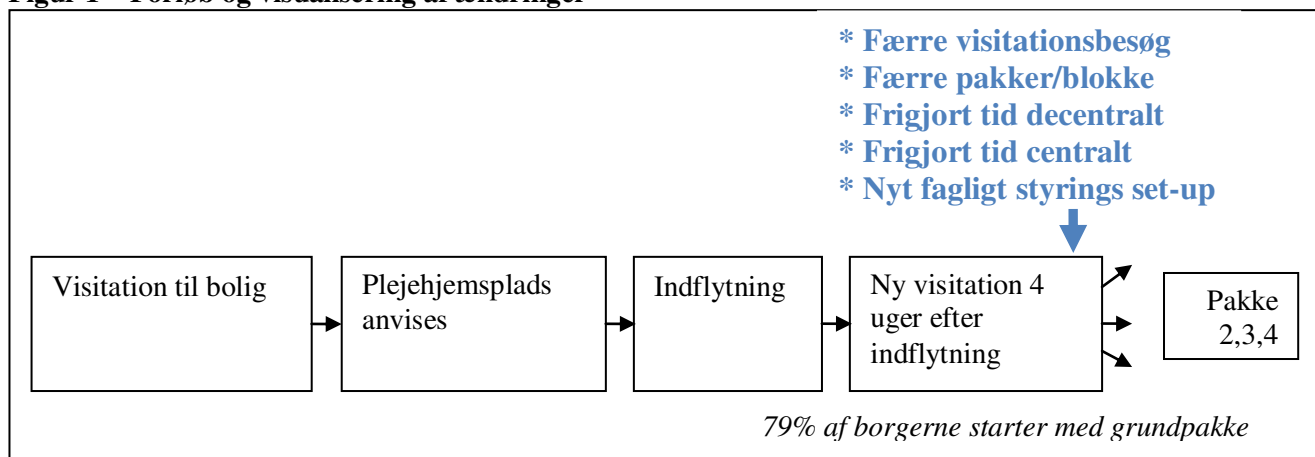 * Færre visitationsbesøg
* Færre pakker/blokke
* Frigjort tid decentralt
* Frigjort tid centralt
* Nyt fagligt styrings set-up
Visitation til bolig
Plejehjemsplads
anvises
Indflytning
Ny visitation 4
uger efter
indflytning
Pakke
2,3,4
79% af borgerne starter med grundpakke